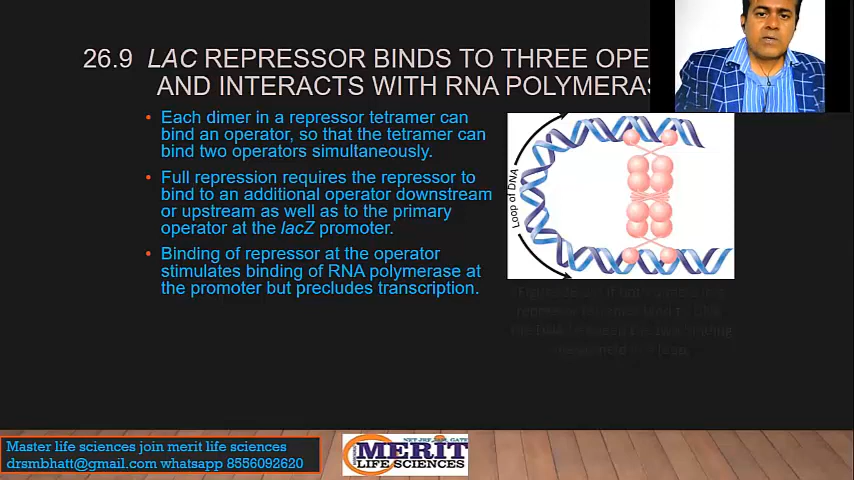 26.9 LAC REPRESSOR BINDS TO THREE OPE
AND INTERACTS WITH RNA POLYMERAS
• Each dimer in a repressor tetramer can
bind an operator, so that the tetramer can
bind two operators simultaneously.
• Full repression requires the repressor to
bind to an additional operator downstream
or upstream as well as to the primary
operator at the lacZ promoter.
• Binding of repressor at the operator
stimulates binding of RNA polymerase at
the promoter but precludes transcription.
Loop of DNA
Master life sciences join merit life sciences
drsmbhatt@gmail.com whatsapp 8556092620
MERIT
LIFE SCIENCES